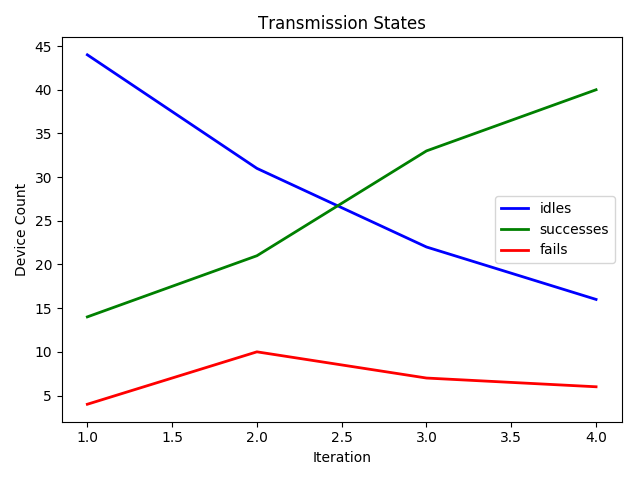 Transmission States
45
40
35
30
25
20
15
10
5
Device Count
idles
successes
fails
1.0 1.5 2.0 2.5 3.0 3.5 4.0
Iteration